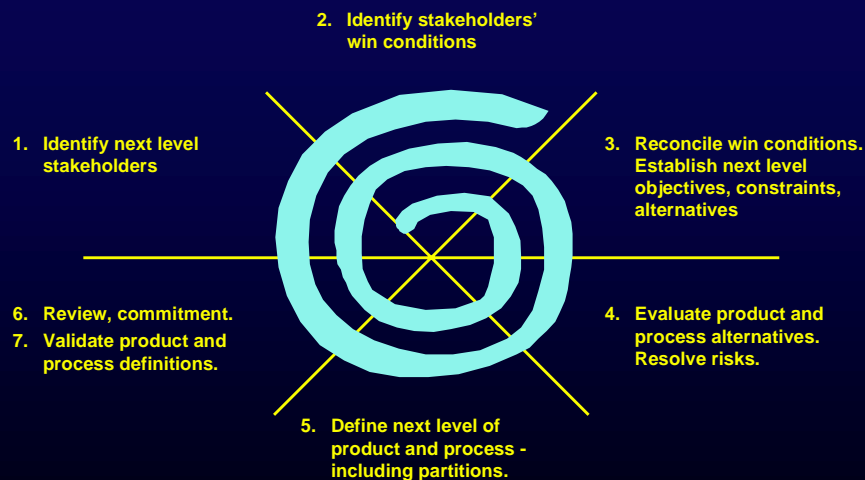 2. Identify stakeholders’
win conditions
1. Identify next level
stakeholders
3. Reconcile win conditions.
Establish next level
objectives, constraints,
alternatives
6. Review, commitment.
7. Validate product and
process definitions.
4. Evaluate product and
process alternatives.
Resolve risks.
5. Define next level of
product and process -
including partitions.